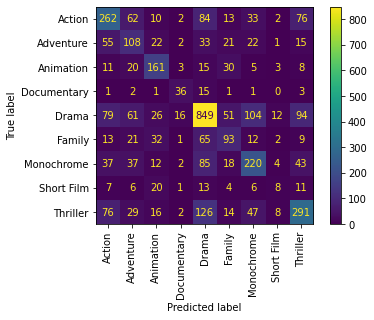 Action 262 62 10 2 84 13 33 2 76
Adventure 55 108 22 2 33 21 22 1 15
Animation 11 20 161 3 15 30 5 3 8
Documentary 1 2 1 36 15 1 1 0 3
Drama 79 61 26 16 849 51 104 12 94
Family 13 21 32 1 65 93 12 2 9
Monochrome 37 37 12 2 85 18 220 4 43
Short Film 7 6 20 1 13 4 6 8 11
Thriller 76 29 16 2 126 14 47 8 291
True label
Action Adventure Animation Documentary Drama Family Monochrome Short Film Thriller
Predicted label
800
700
600
500
400
300
200
100
0